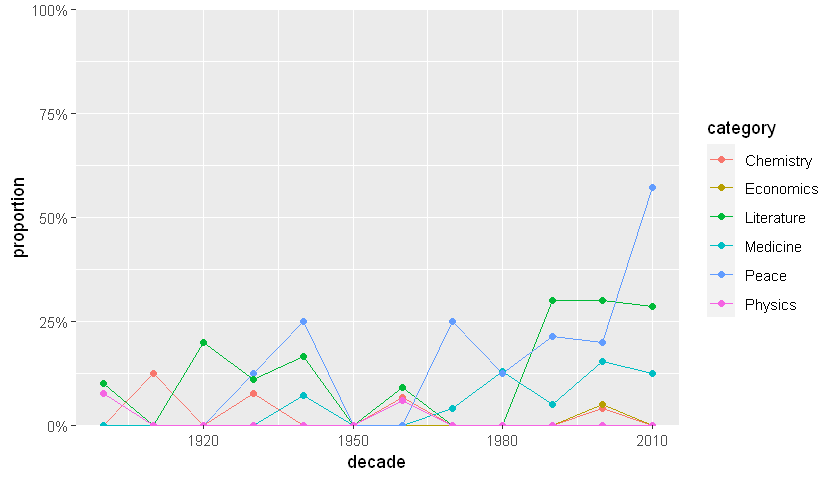 100%
75%
50%
25%
0%
proportion
1920
1950
1980
2010
decade
category
Chemistry
Economics
Literature
Medicine
Peace
Physics